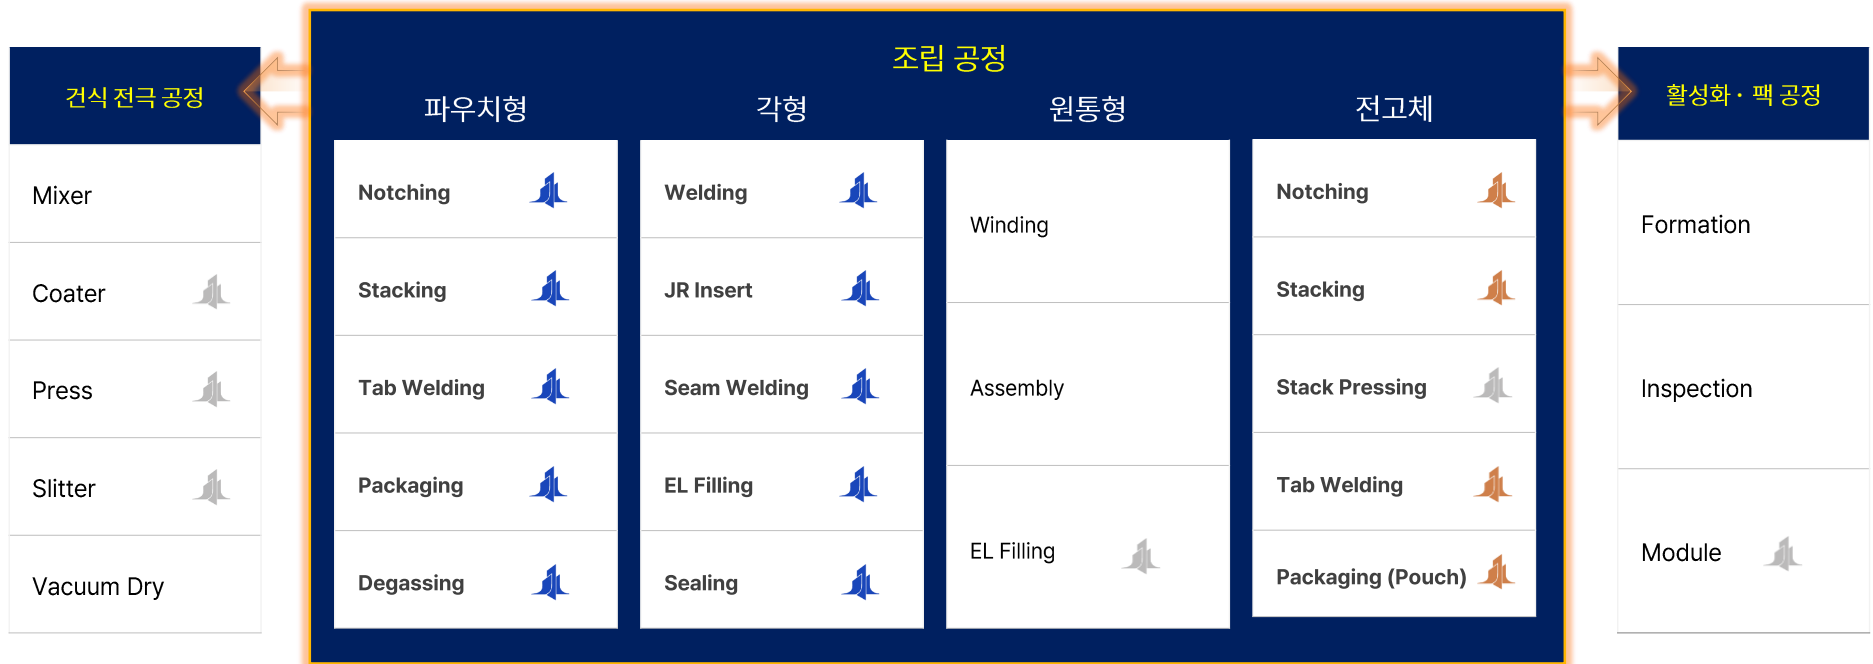 조립 공정
건식 전극 공정
파우치형
각형
원통형
전고체
활성화 · 팩 공정
Mixer
Coater
Press
Slitter
Vacuum Dry
Notching
Stacking
Tab Welding
Packaging
Degassing
Welding
JR Insert
Seam Welding
EL Filling
Sealing
Winding
Assembly
EL Filling
Notching
Stacking
Stack Pressing
Tab Welding
Packaging (Pouch)
Formation
Inspection
Module